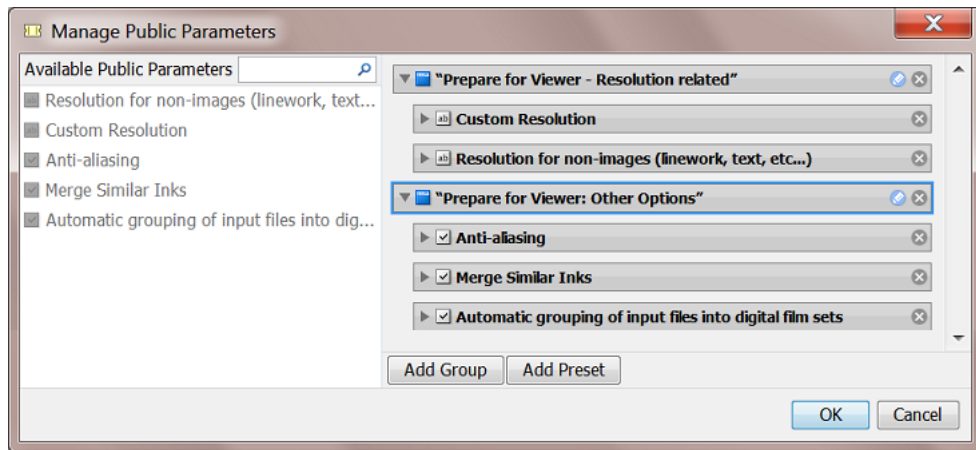 Manage Public Parameters
Available Public Parameters
Resolution for non-images (linework, text...
Custom Resolution
Anti-aliasing
Merge Similar Inks
Automatic grouping of input files into dig...
"Prepare for Viewer - Resolution related"
ab Custom Resolution
ab Resolution for non-images (linework, text, etc...)
"Prepare for Viewer: Other Options"
Anti-aliasing
Merge Similar Inks
Automatic grouping of input files into digital film sets
Add Group Add Preset
OK Cancel